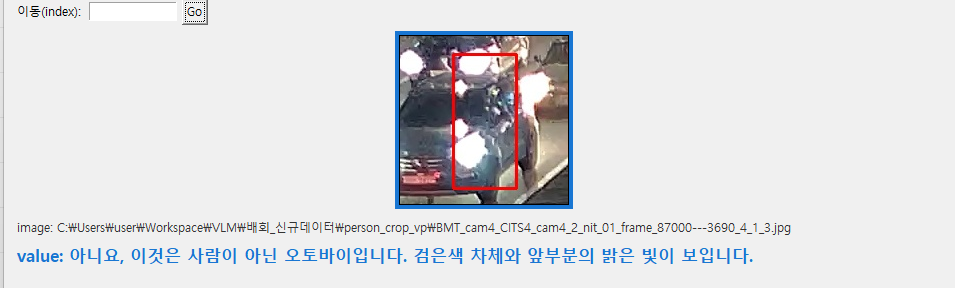 이동(index):
Go
image: C:₩Users₩user₩Workspace₩VLM₩배회_신규데이터₩person_crop_vp₩BMT_cam4_CITS4_cam4_2_nit_01_frame_87000---3690_4_1_3.jpg
value: 아니요, 이것은 사람이 아닌 오토바이입니다. 검은색 차체와 앞부분의 밝은 빛이 보입니다.